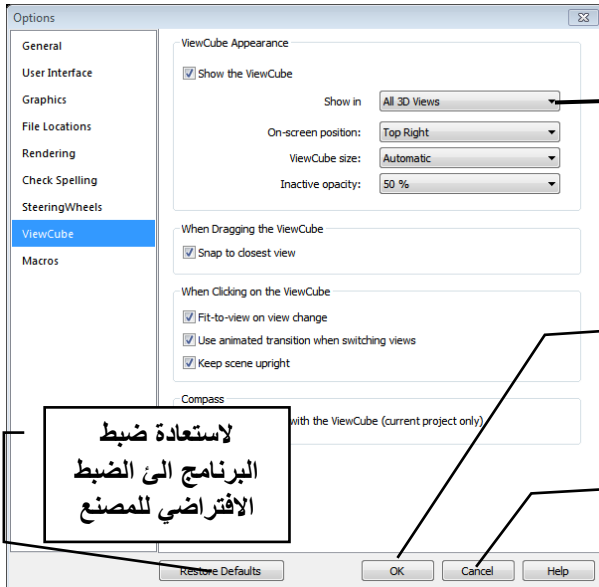 Options
General
User Interface
Graphics
File Locations
Rendering
Check Spelling
SteeringWheels
ViewCube
Macros
ViewCube Appearance
Show the ViewCube
Show in All 3D Views
On-screen position: Top Right
ViewCube size: Automatic
Inactive opacity: 50 %
When Dragging the ViewCube
Snap to closest view
When Clicking on the ViewCube
Fit-to-view on view change
Use animated transition when switching views
Keep scene upright
Compass
with the ViewCube (current project only)
لاستعادة ضبط
البرنامج الئ الضبط
الافتراضي للمصنع
Restore Defaults OK Cancel Help